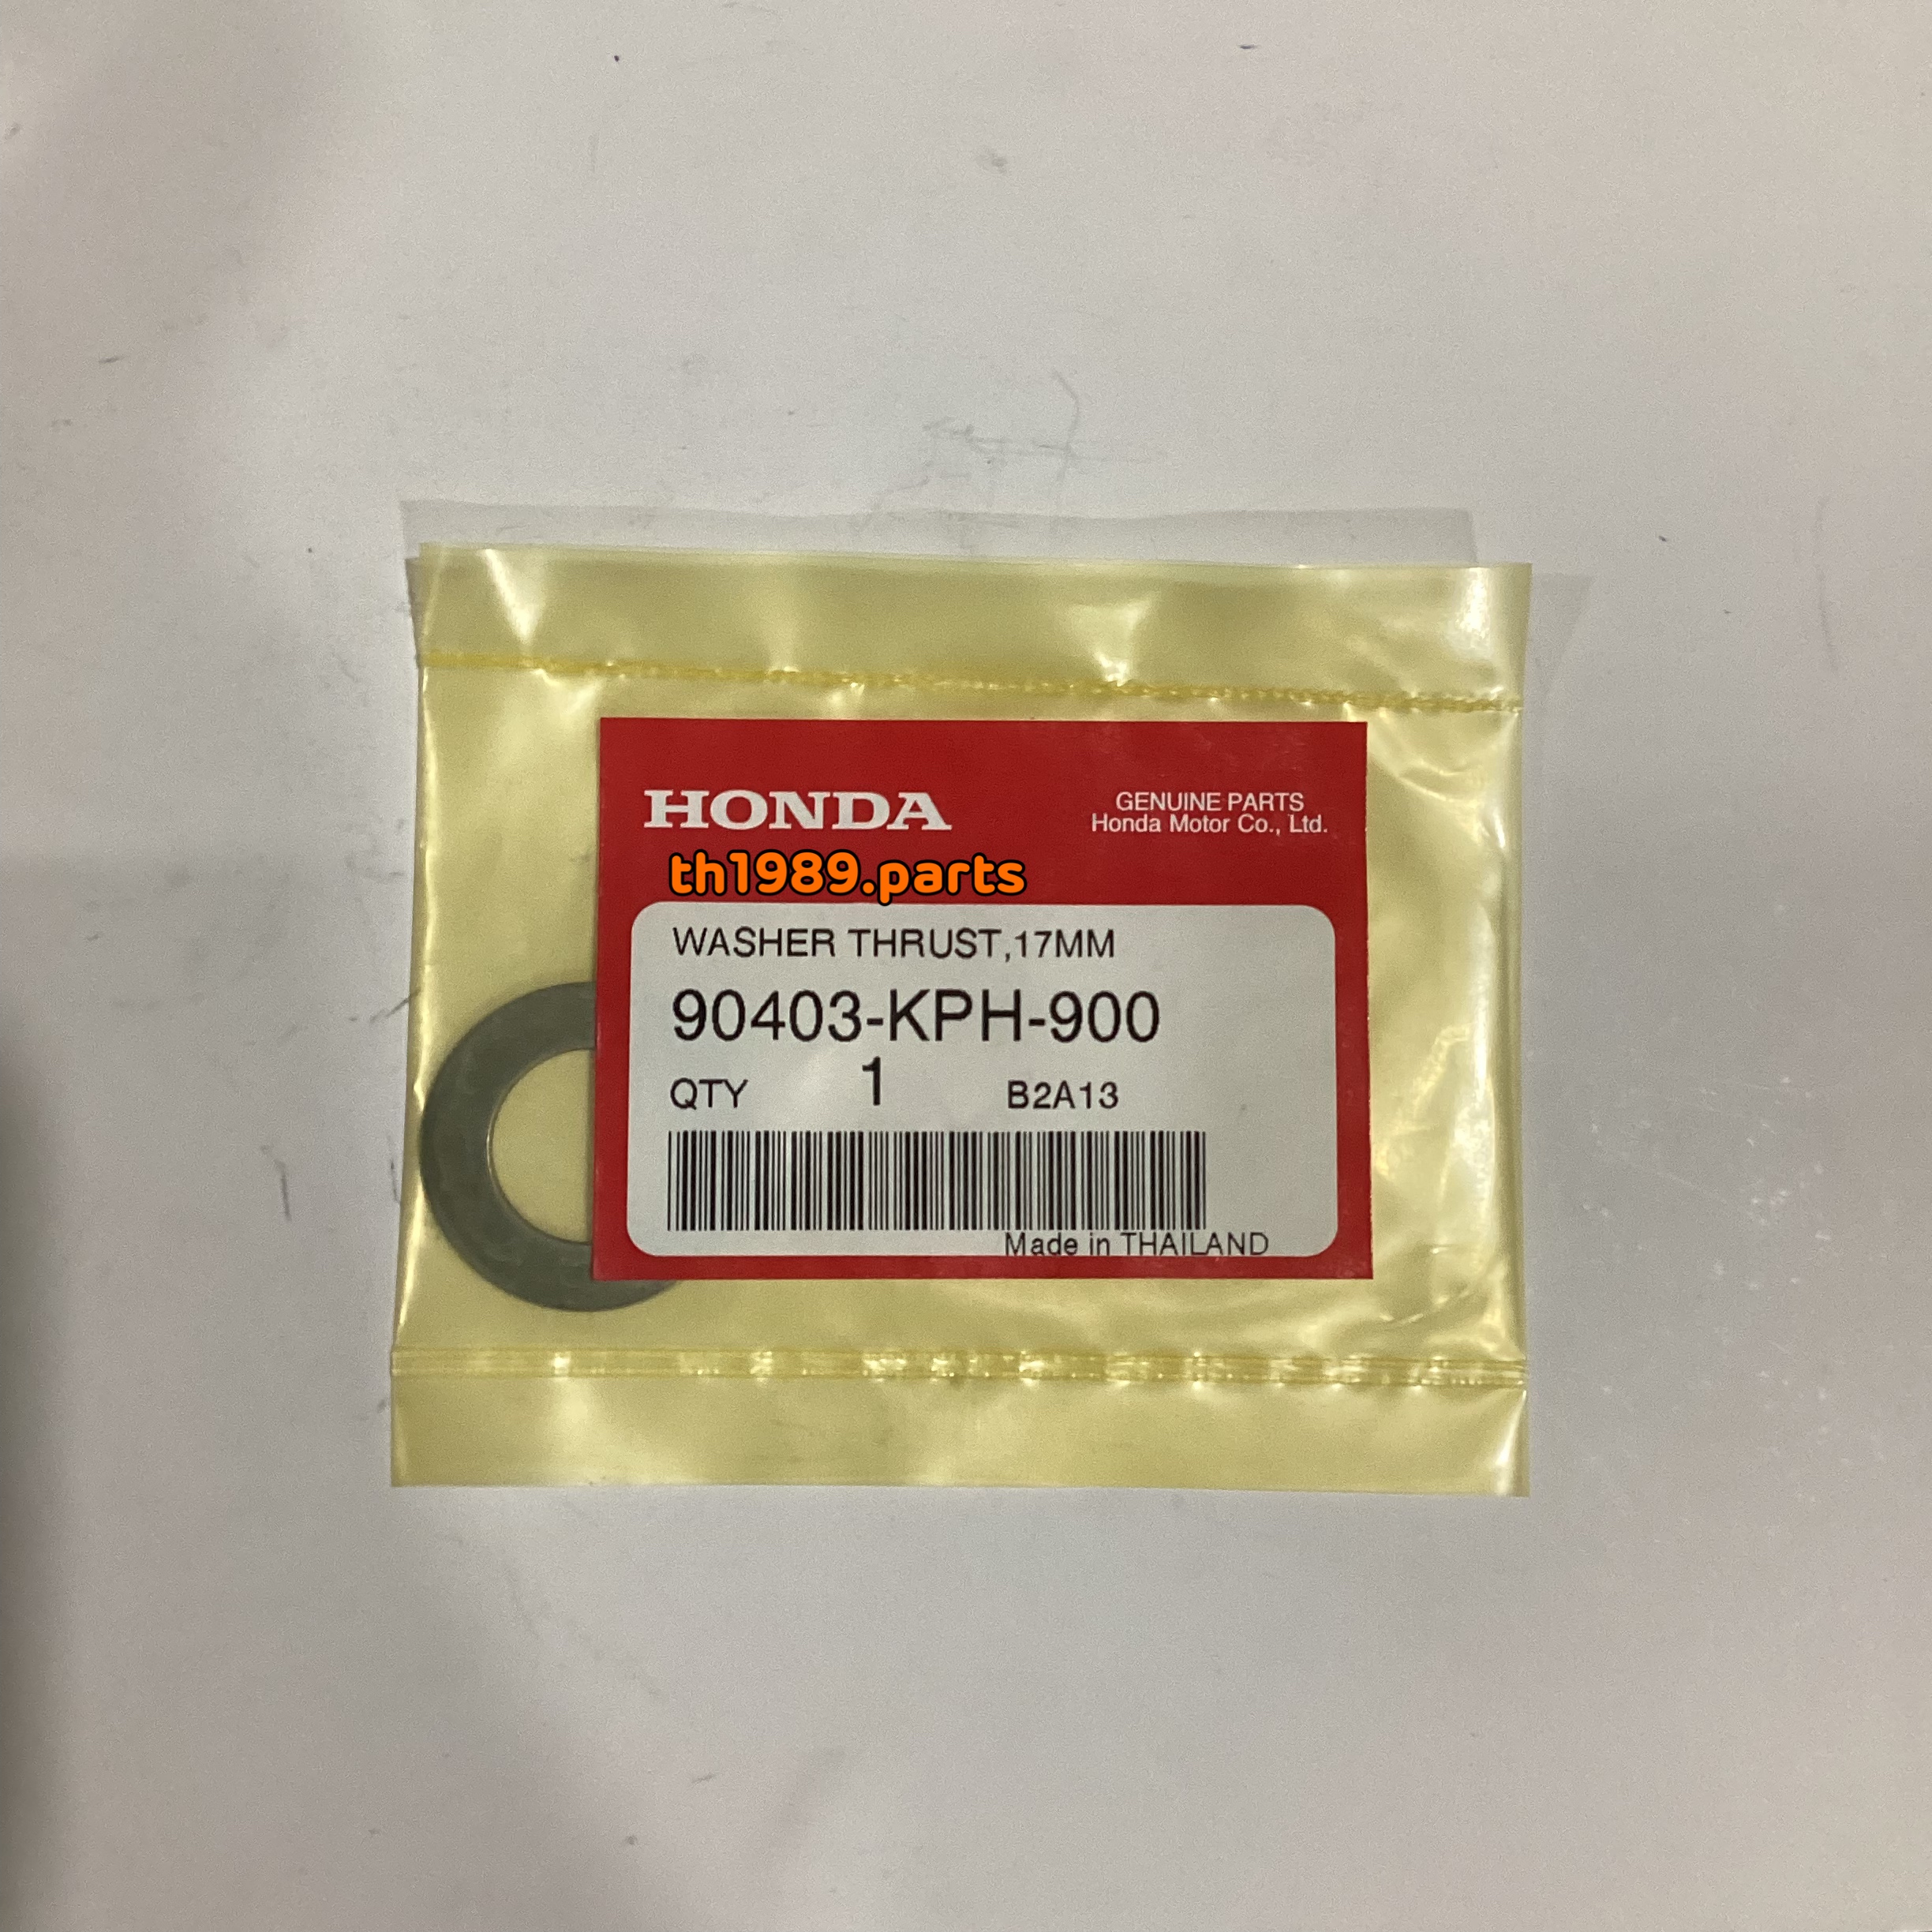 HONDA
GENUINE PARTS
Honda Motor Co., Ltd.
th1989.parts
WASHER THRUST,17MM
90403-KPH-900
QTY 1 B2A13
Made in THAILAND